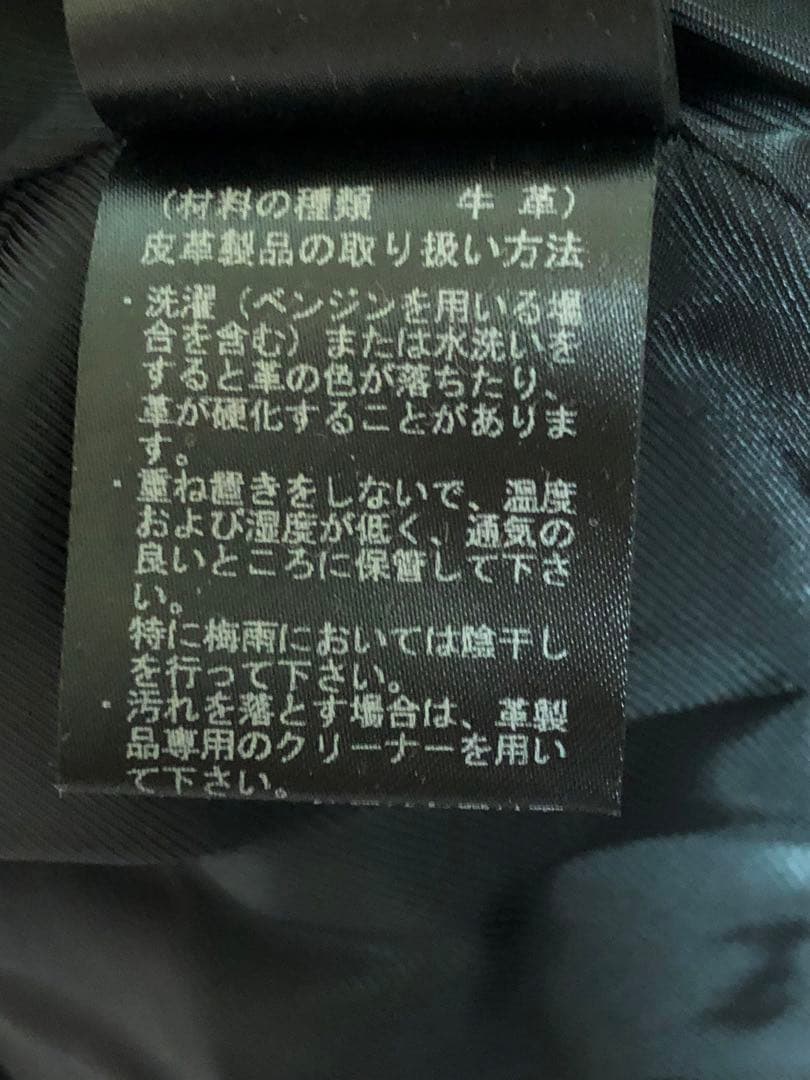 (材料の種類　牛 革)
皮革製品の取り扱い方法
・洗濯(ベンジンを用いる場
合を含む)または水洗いを
すると革の色が落ちたり、
革が硬化することがありま
す。
・重ね置きをしないで、温度
および湿度が低く、通気の
良いところに保管して下さ
い。
特に梅雨においては陰干し
を行って下さい。
・汚れを落とす場合は、革製
品専用のクリーナーを用い
て下さい。